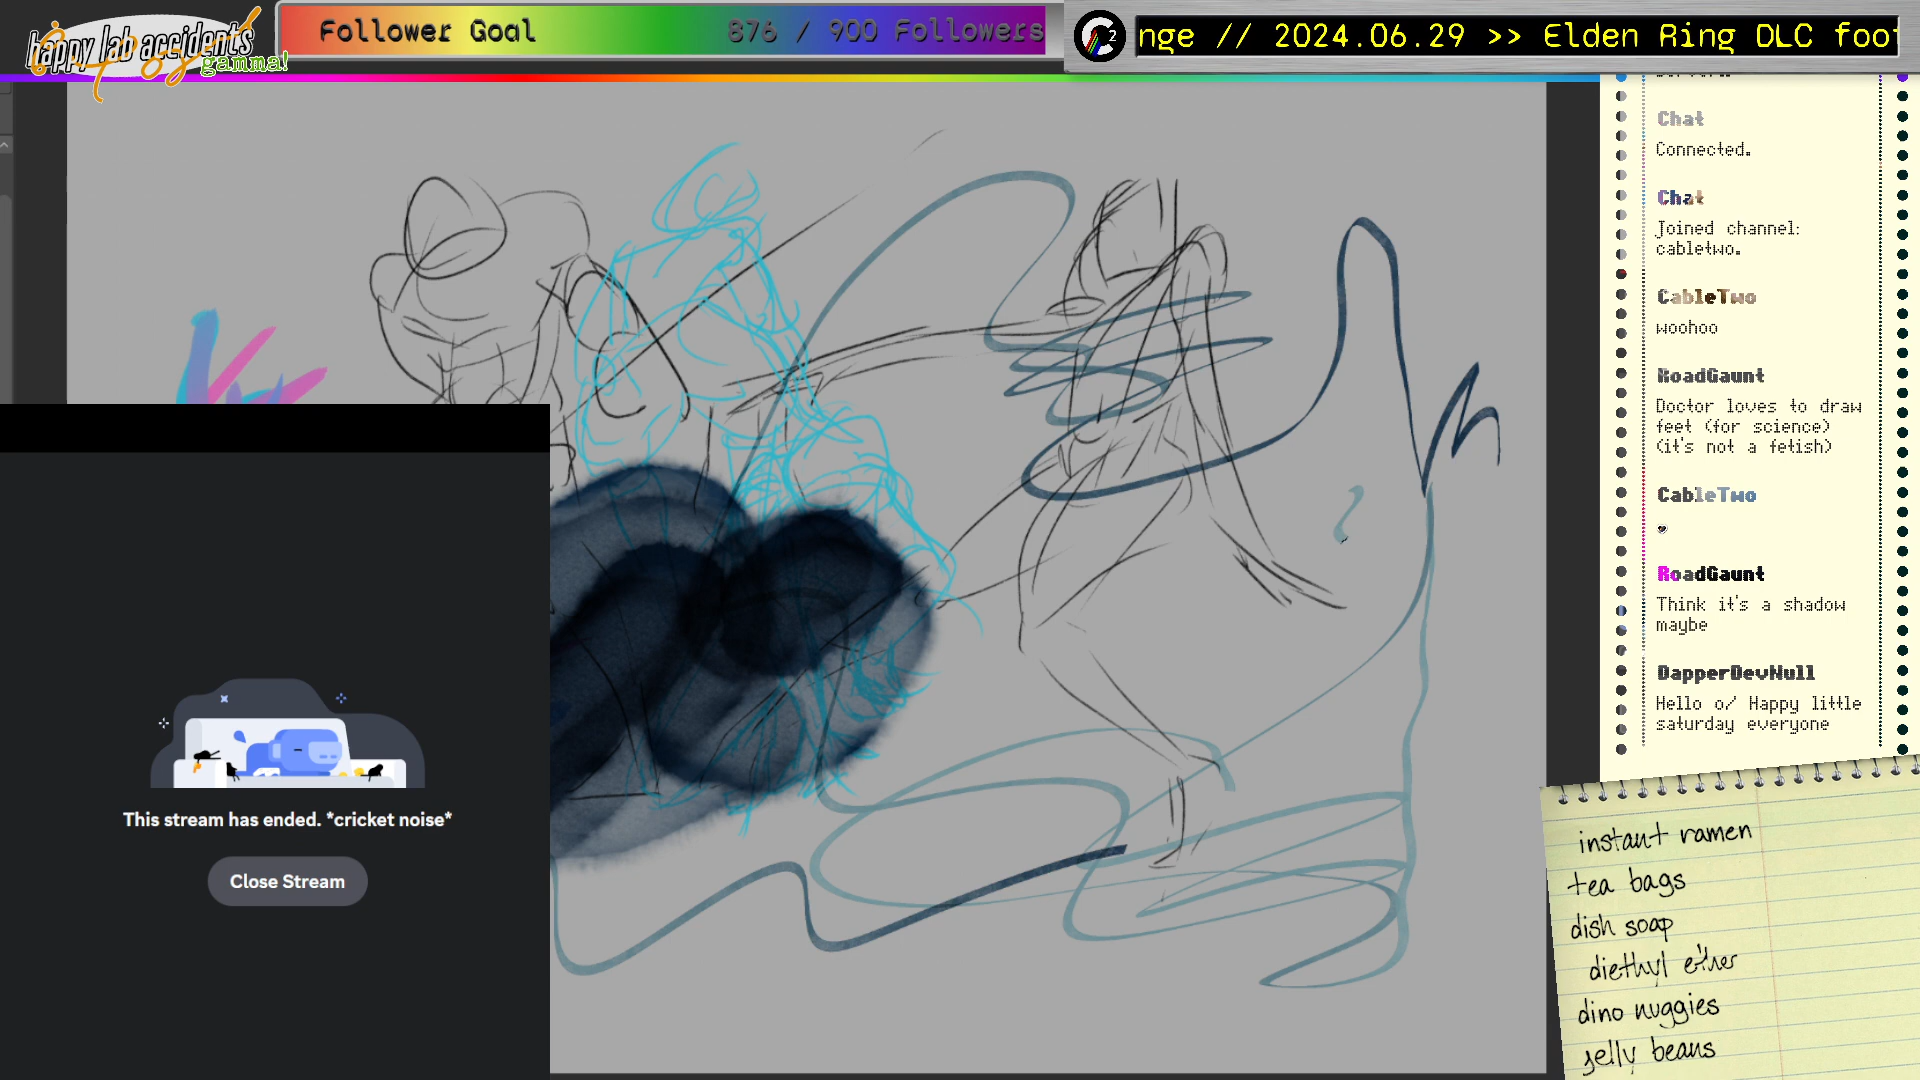 happy lab accidents
gamma!
Follower Goal
876 / 900 Followers
nge // 2024.06.29 >> Elden Ring DLC foot
Chat
Connected.
Chat
Joined channel:
cabletwo.
CableTwo
woohoo
RoadGaunt
Doctor loves to draw
feet (for science)
(it's not a fetish)
CableTwo
RoadGaunt
Think it's a shadow
maybe
DapperDevNull
Hello o/ Happy little
saturday everyone
This stream has ended. *cricket noise*
Close Stream
instant ramen
tea bags
dish soap
diethyl ether
dino nuggies
jelly beans